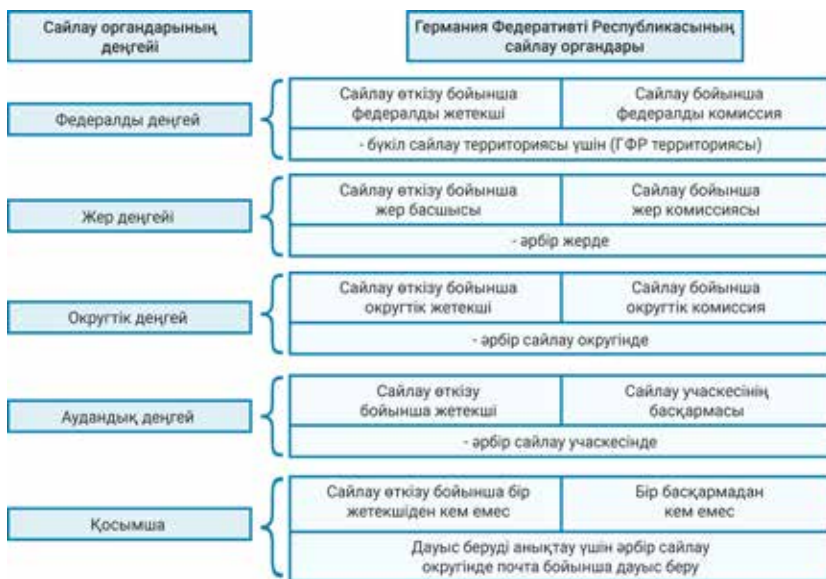 Сайлау органдарының
деңгейі
Германия Федеративті Республикасының
сайлау органдары
Федералды деңгей
Сайлау өткізу бойынша
федералды жетекші
Сайлау бойынша
федералды комиссия
- бүкіл сайлау территориясы үшін (ГФР территориясы)
Жер деңгейі
Сайлау өткізу бойынша
жер басшысы
Сайлау бойынша
жер комиссиясы
- әрбір жерде
Округтік деңгей
Сайлау өткізу бойынша
округтік жетекші
Сайлау бойынша
округтік комиссия
- әрбір сайлау округінде
Аудандық деңгей
Сайлау өткізу
бойынша жетекші
Сайлау учаскесінің
басқармасы
- әрбір сайлау учаскесінде
Қосымша
Сайлау өткізу бойынша бір
жетекшіден кем емес
Бір басқармадан
кем емес
Дауыс беруді анықтау үшін әрбір сайлау
округінде почта бойынша дауыс беру